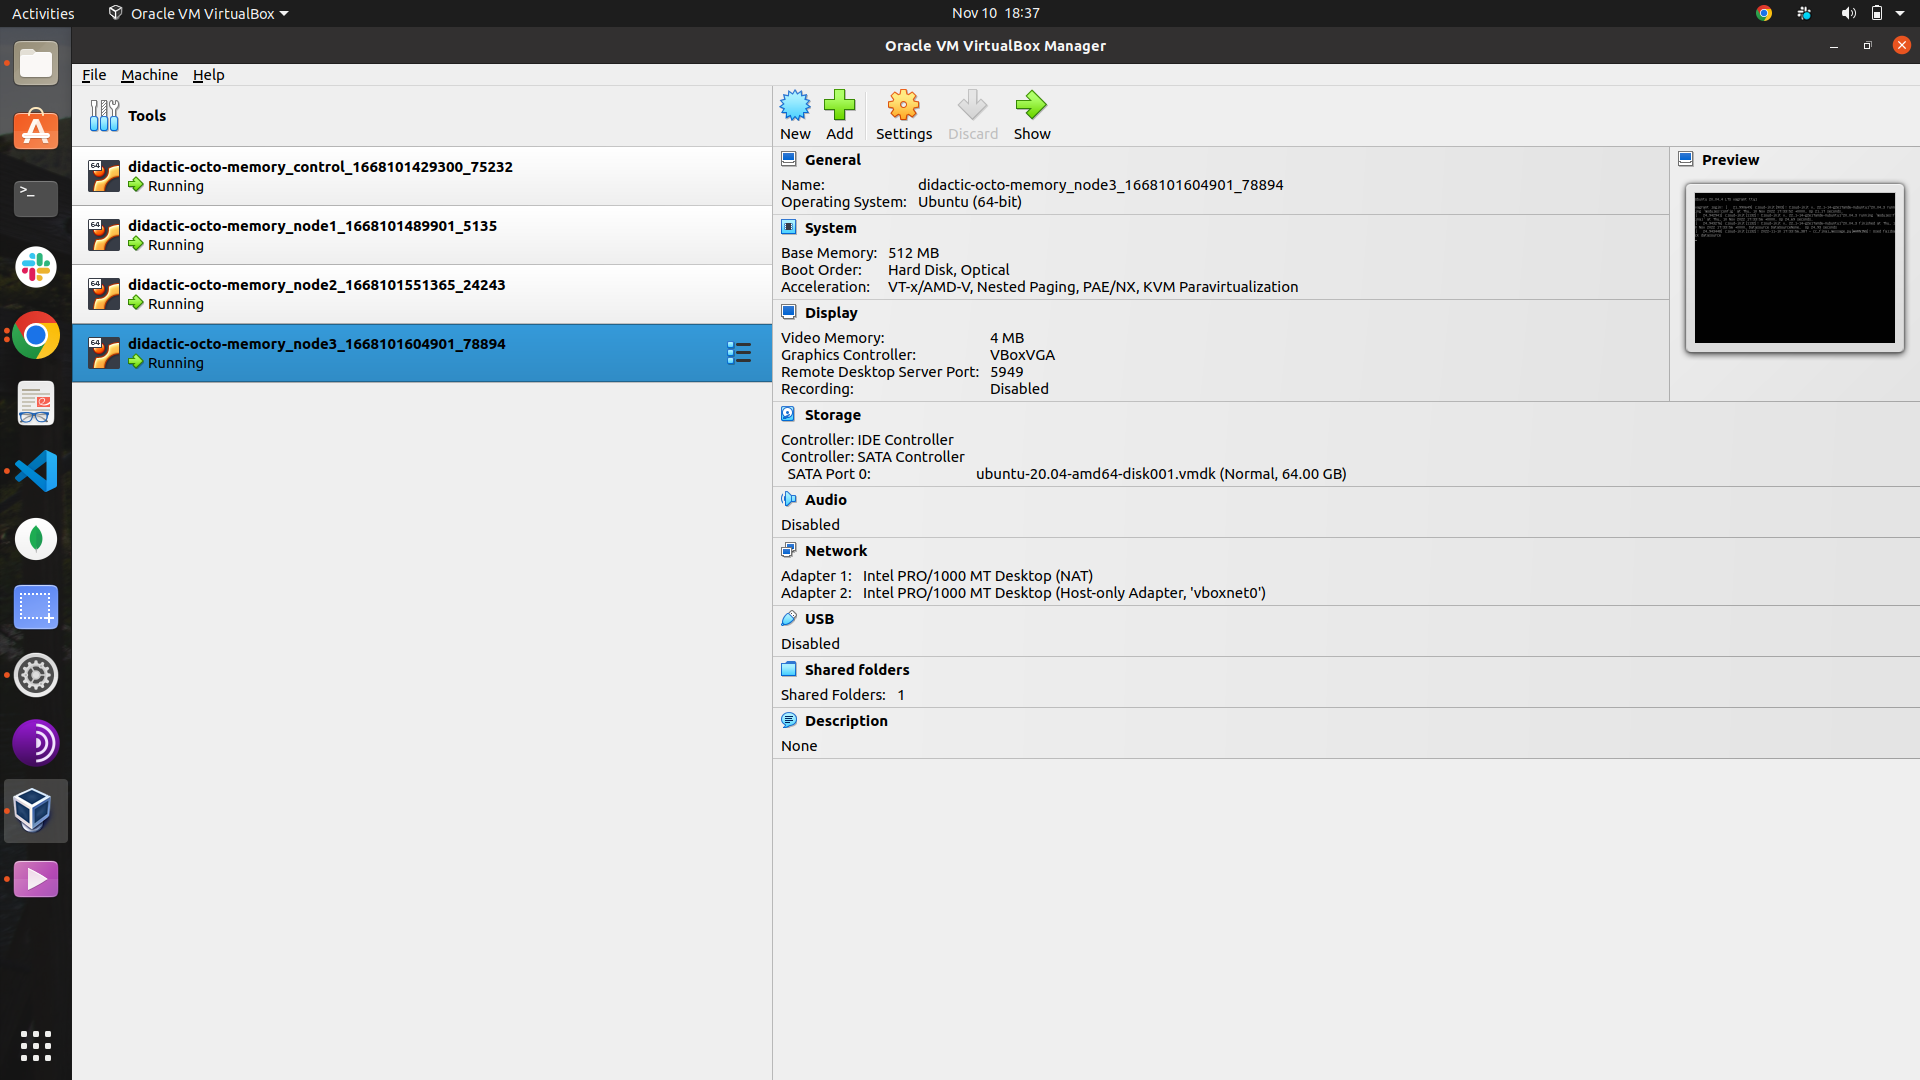 Activities
Oracle VM VirtualBox
Nov 10 18:37
Oracle VM VirtualBox Manager
File Machine Help
Tools
New
Add
Settings
Discard
Show
64
didactic-octo-memory_control_1668101429300_75232
Running
64
didactic-octo-memory_node1_1668101489901_5135
Running
64
didactic-octo-memory_node2_1668101551365_24243
Running
64
didactic-octo-memory_node3_1668101604901_78894
Running
General
Name: didactic-octo-memory_node3_1668101604901_78894
Operating System: Ubuntu (64-bit)
Preview
System
Base Memory: 512 MB
Boot Order: Hard Disk, Optical
Acceleration: VT-x/AMD-V, Nested Paging, PAE/NX, KVM Paravirtualization
Display
Video Memory: 4 MB
Graphics Controller: VBoxVGA
Remote Desktop Server Port: 5949
Recording: Disabled
Storage
Controller: IDE Controller
Controller: SATA Controller
SATA Port 0: ubuntu-20.04-amd64-disk001.vmdk (Normal, 64.00 GB)
Audio
Disabled
Network
Adapter 1: Intel PRO/1000 MT Desktop (NAT)
Adapter 2: Intel PRO/1000 MT Desktop (Host-only Adapter, 'vboxnet0')
USB
Disabled
Shared folders
Shared Folders: 1
Description
None